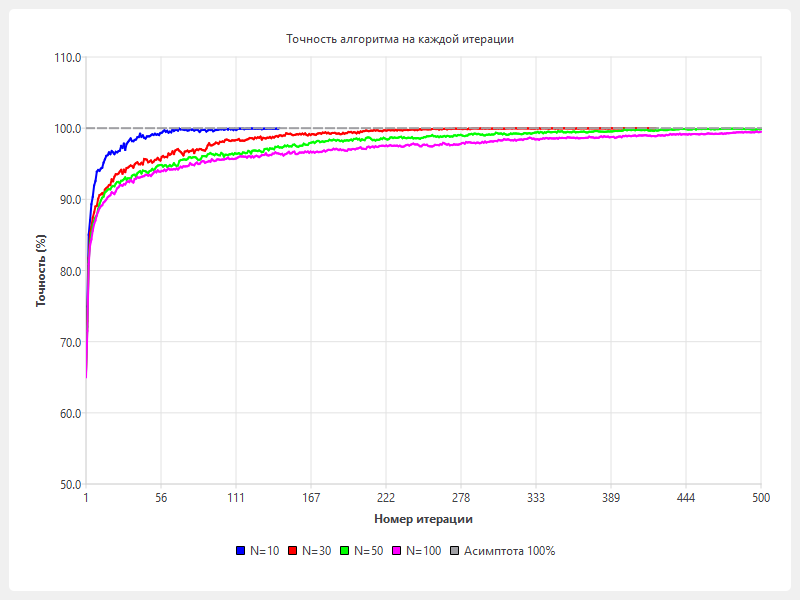 Точность алгоритма на каждой итерации
110.0
100.0
90.0
80.0
70.0
60.0
50.0
Точность (%)
1 56 111 167 222 278 333 389 444 500
Номер итерации
N=10 N=30 N=50 N=100 Асимптота 100%